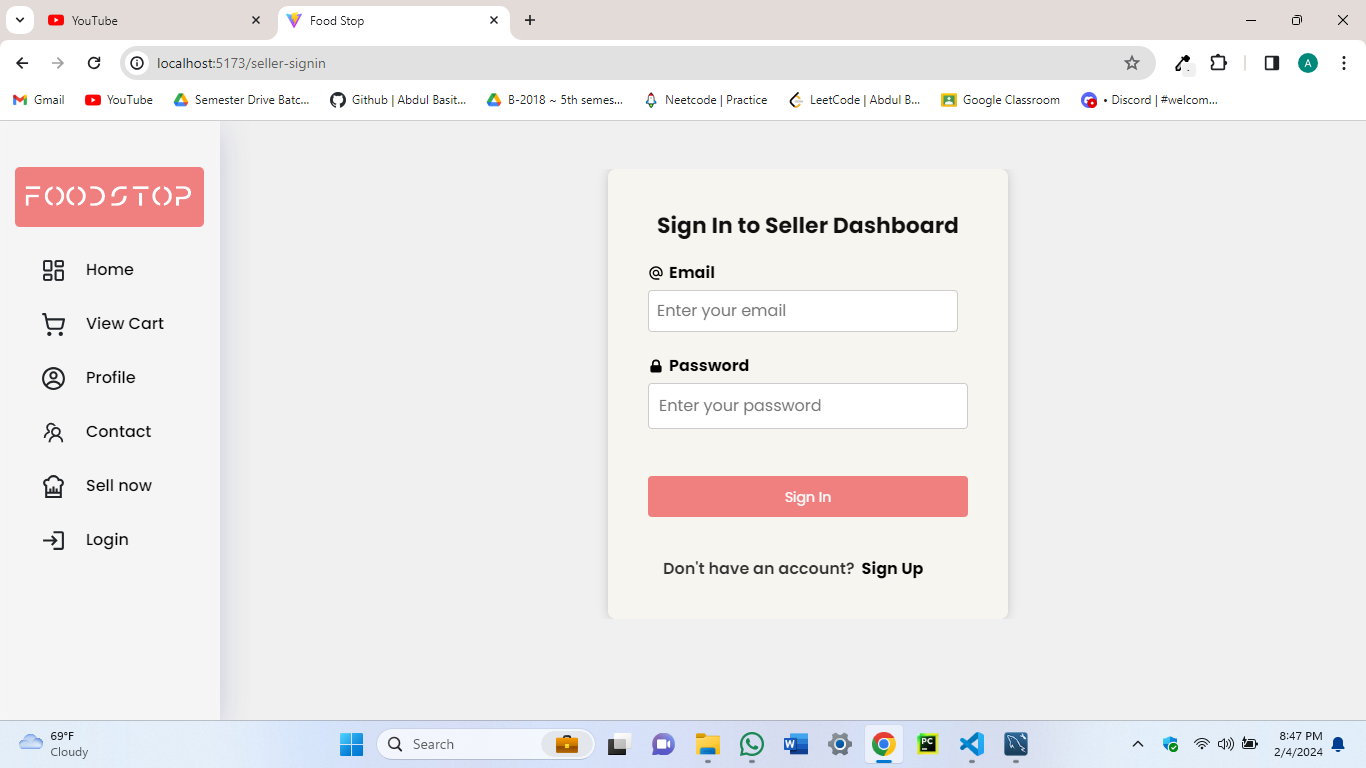 YouTube
Food Stop
localhost:5173/seller-signin
A
Gmail
YouTube
Semester Drive Batc...
Github | Abdul Basit...
B-2018 ~ 5th semes...
Neetcode | Practice
LeetCode | Abdul B...
Google Classroom
• Discord | #welcom...
FOODSTOP
Home
View Cart
Profile
Contact
Sell now
Login
Sign In to Seller Dashboard
@ Email
Enter your email
Password
Enter your password
Sign In
Don't have an account? Sign Up
69°F
Cloudy
Search
W
PC
8:47 PM
2/4/2024